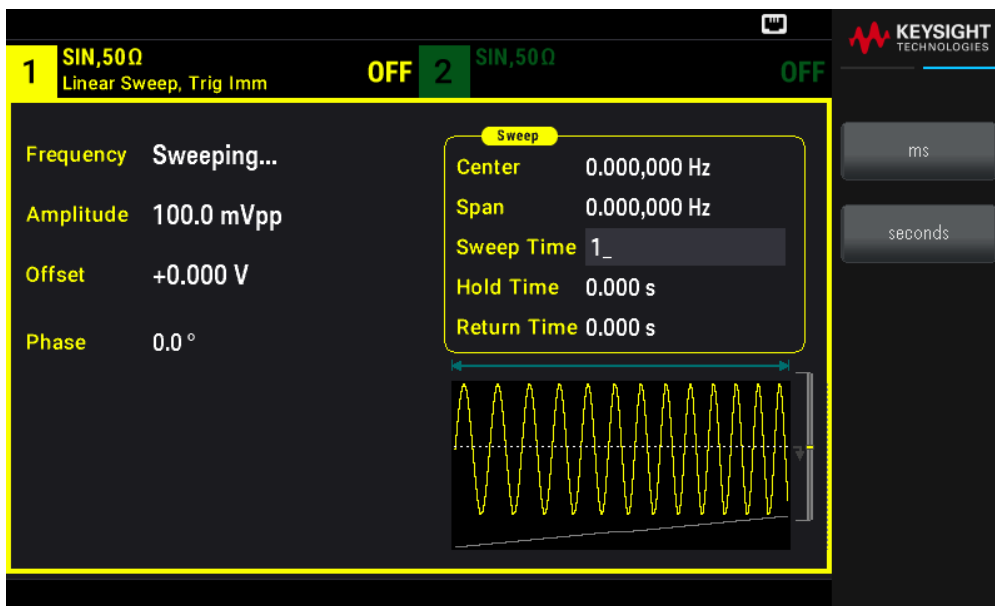 KEYSIGHT
TECHNOLOGIES
1
SIN,50Ω
Linear Sweep, Trig Imm
OFF
2
SIN,50Ω
OFF
Frequency Sweeping...
Amplitude 100.0 mVpp
Offset +0.000 V
Phase 0.0 °
Sweep
Center 0.000,000 Hz
Span 0.000,000 Hz
Sweep Time 1_
Hold Time 0.000 s
Return Time 0.000 s
ms
seconds